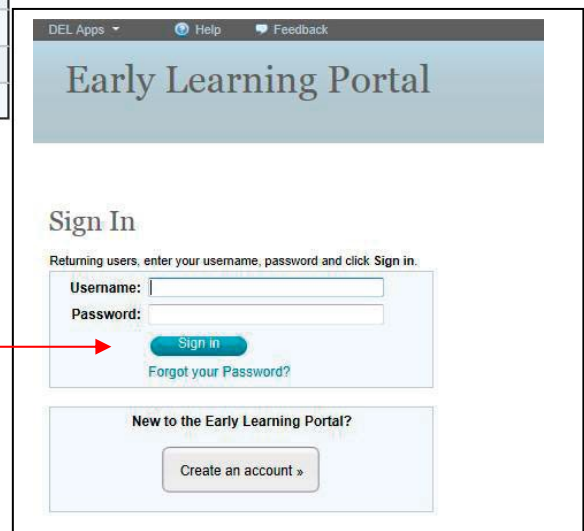 DEL Apps Help Feedback
Early Learning Portal
Sign In
Returning users, enter your username, password and click Sign in.
Username:
Password:
Sign in
Forgot your Password?
New to the Early Learning Portal?
Create an account »